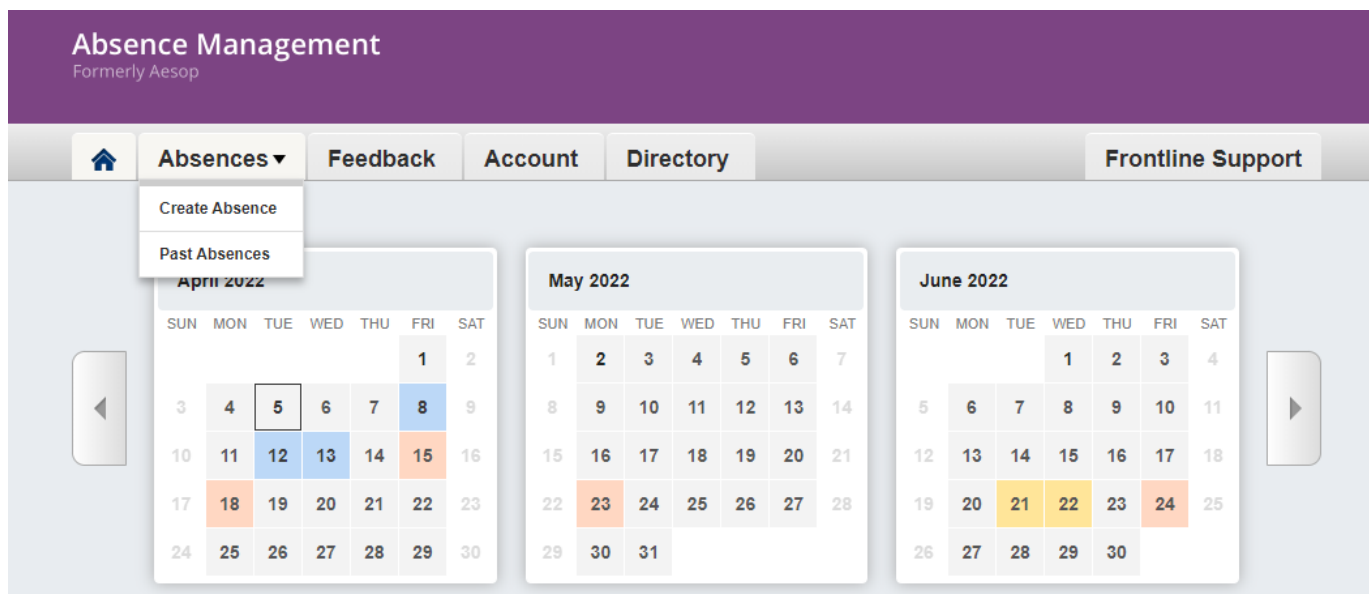 Absence Management
Formerly Aesop
Absences Feedback Account Directory Frontline Support
Create Absence
Past Absences
April 2022
SUN MON TUE WED THU FRI SAT
1 2
3 4 5 6 7 8 9
10 11 12 13 14 15 16
17 18 19 20 21 22 23
24 25 26 27 28 29 30
May 2022
SUN MON TUE WED THU FRI SAT
1 2 3 4 5 6 7
8 9 10 11 12 13 14
15 16 17 18 19 20 21
22 23 24 25 26 27 28
29 30 31
June 2022
SUN MON TUE WED THU FRI SAT
1 2 3 4
5 6 7 8 9 10 11
12 13 14 15 16 17 18
19 20 21 22 23 24 25
26 27 28 29 30